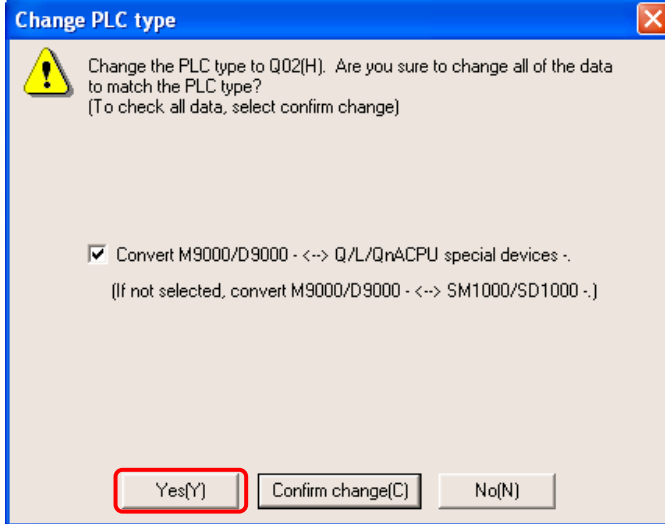 Change PLC type
Change the PLC type to Q02(H).  Are you sure to change all of the data
to match the PLC type?
(To check all data, select confirm change)
Convert M9000/D9000 - <--> Q/L/QnACPU special devices -.
(If not selected, convert M9000/D9000 - <--> SM1000/SD1000 -.)
Yes(Y)
Confirm change(C)
No(N)